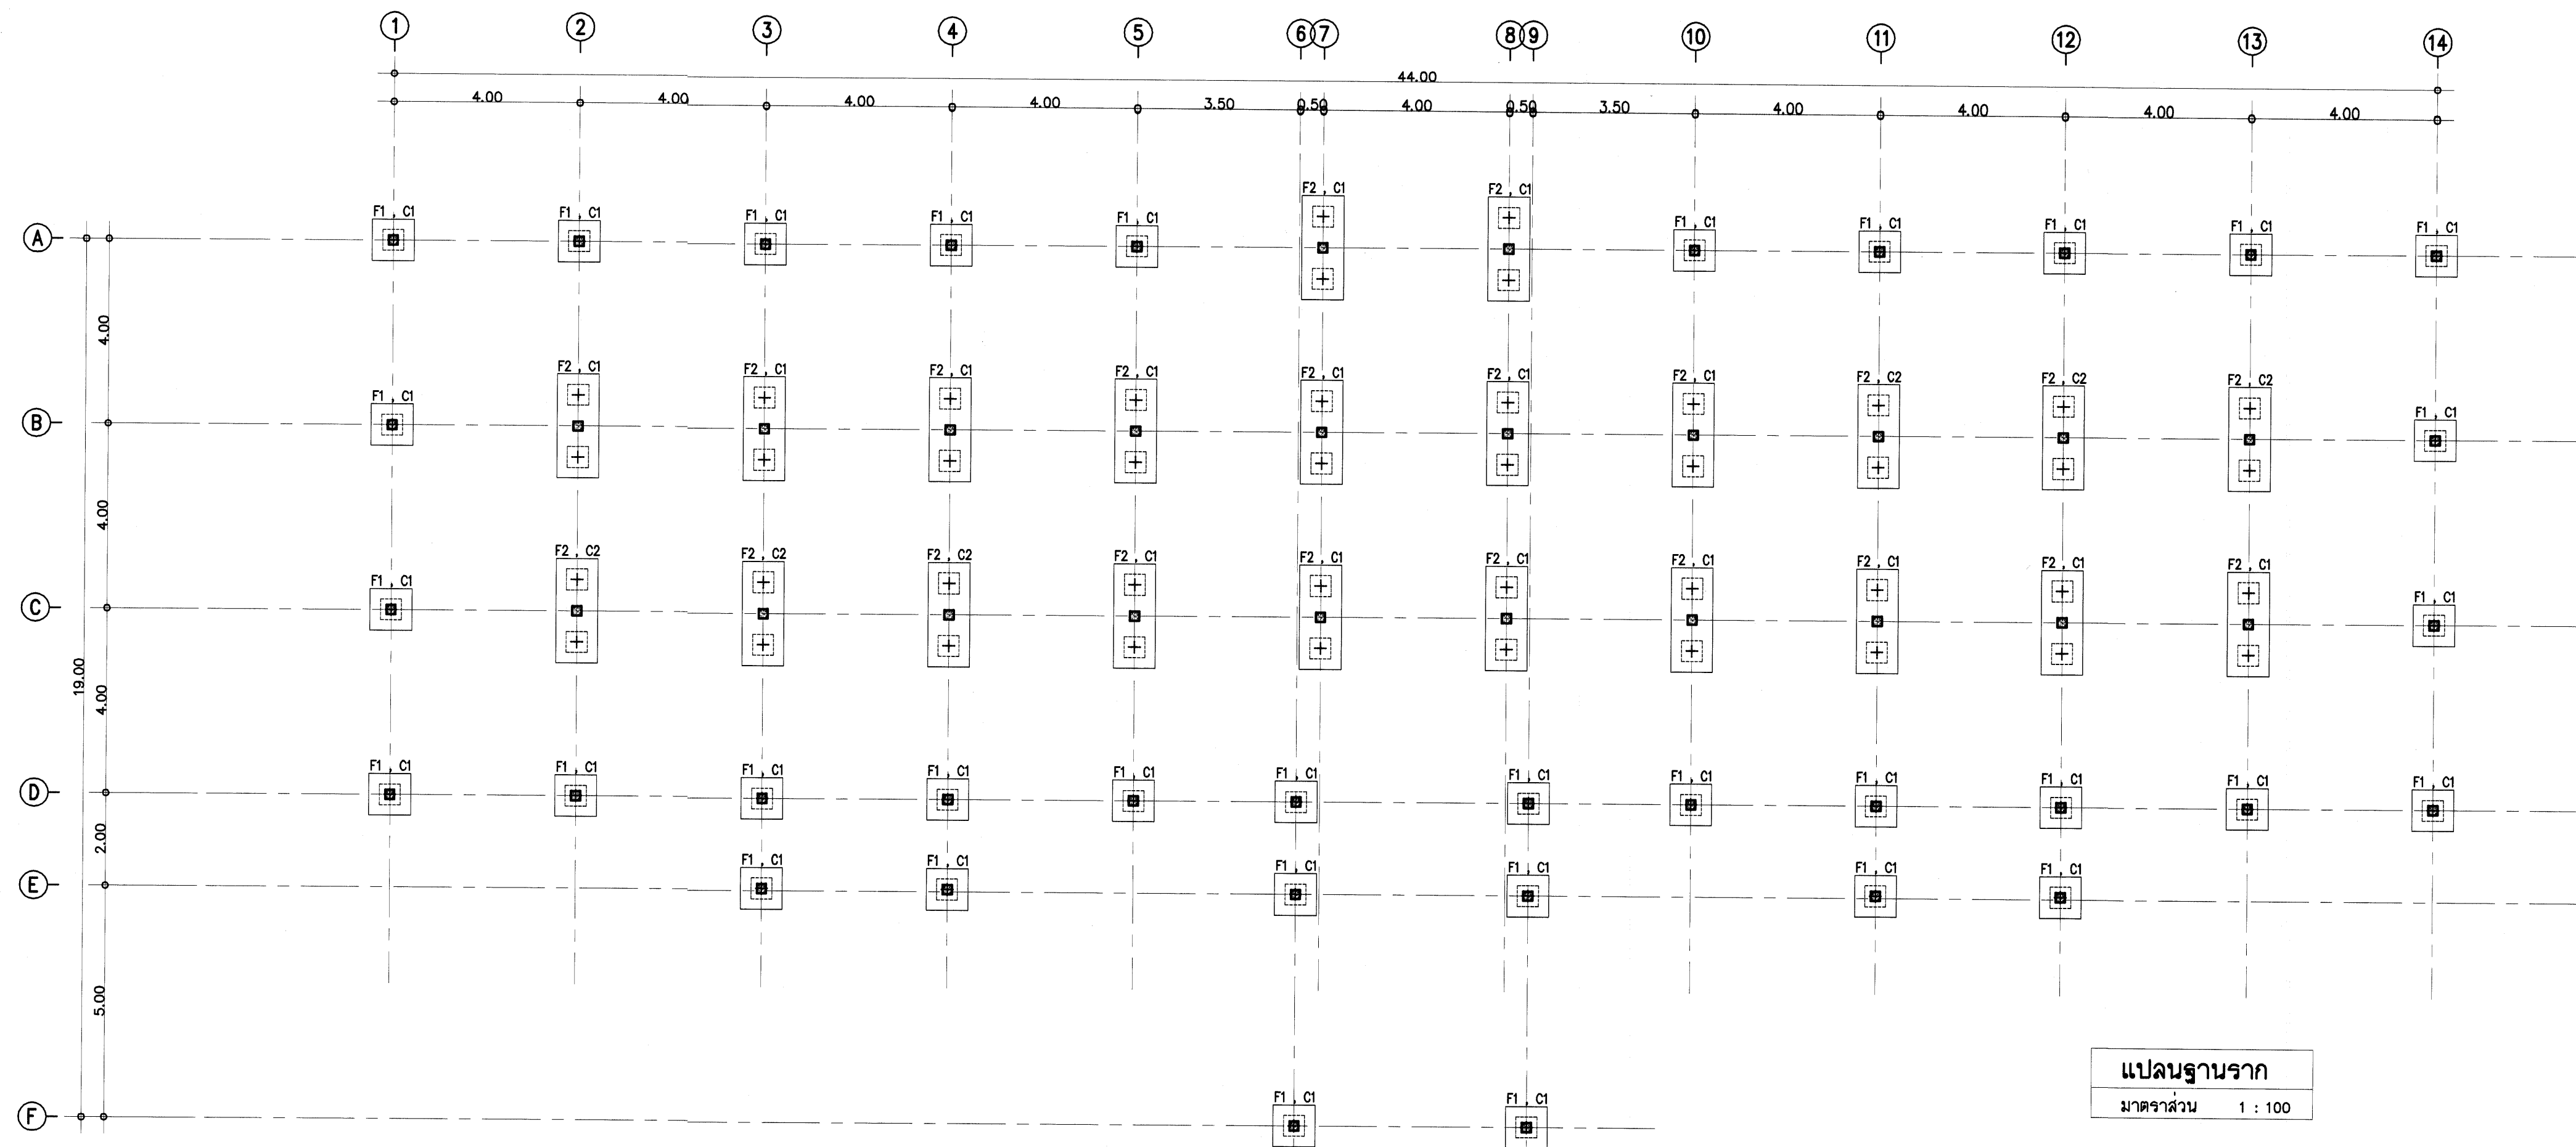 1 2 3 4 5 6 7 8 9 10 11 12 13 14
44.00
4.00 4.00 4.00 4.00 3.50 0.50 4.00 0.50 3.50 4.00 4.00 4.00 4.00
F2 , C1 F2 , C1
F1 , C1 F1 , C1 F1 , C1 F1 , C1 F1 , C1 F1 , C1 F1 , C1 F1 , C1 F1 , C1 F1 , C1
A
4.00
F2 , C1 F2 , C1 F2 , C1 F2 , C1 F2 , C1 F2 , C1 F2 , C1 F2 , C2 F2 , C2 F2 , C2
F1 , C1 F1 , C1
B
4.00
F2 , C2 F2 , C2 F2 , C2 F2 , C1 F2 , C1 F2 , C1 F2 , C1 F2 , C1 F2 , C1 F2 , C1
F1 , C1 F1 , C1
C
19.00
4.00
F1 , C1 F1 , C1 F1 , C1 F1 , C1 F1 , C1 F1 , C1 F1 , C1 F1 , C1 F1 , C1 F1 , C1 F1 , C1 F1 , C1
D
2.00
F1 , C1 F1 , C1 F1 , C1 F1 , C1 F1 , C1 F1 , C1
E
5.00
F1 , C1 F1 , C1
F
แปลนฐานราก
มาตราส่วน 1 : 100